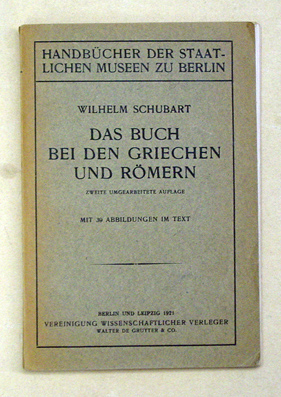 HANDBÜCHER DER STAAT-
LICHEN MUSEEN ZU BERLIN
WILHELM SCHUBART
DAS BUCH
BEI DEN GRIECHEN
UND RÖMERN
ZWEITE UMGEARBEITETE AUFLAGE
MIT 39 ABBILDUNGEN IM TEXT
BERLIN UND LEIPZIG 1921
VEREINIGUNG WISSENSCHAFTLICHER VERLEGER
WALTER DE GRUYTER & CO.